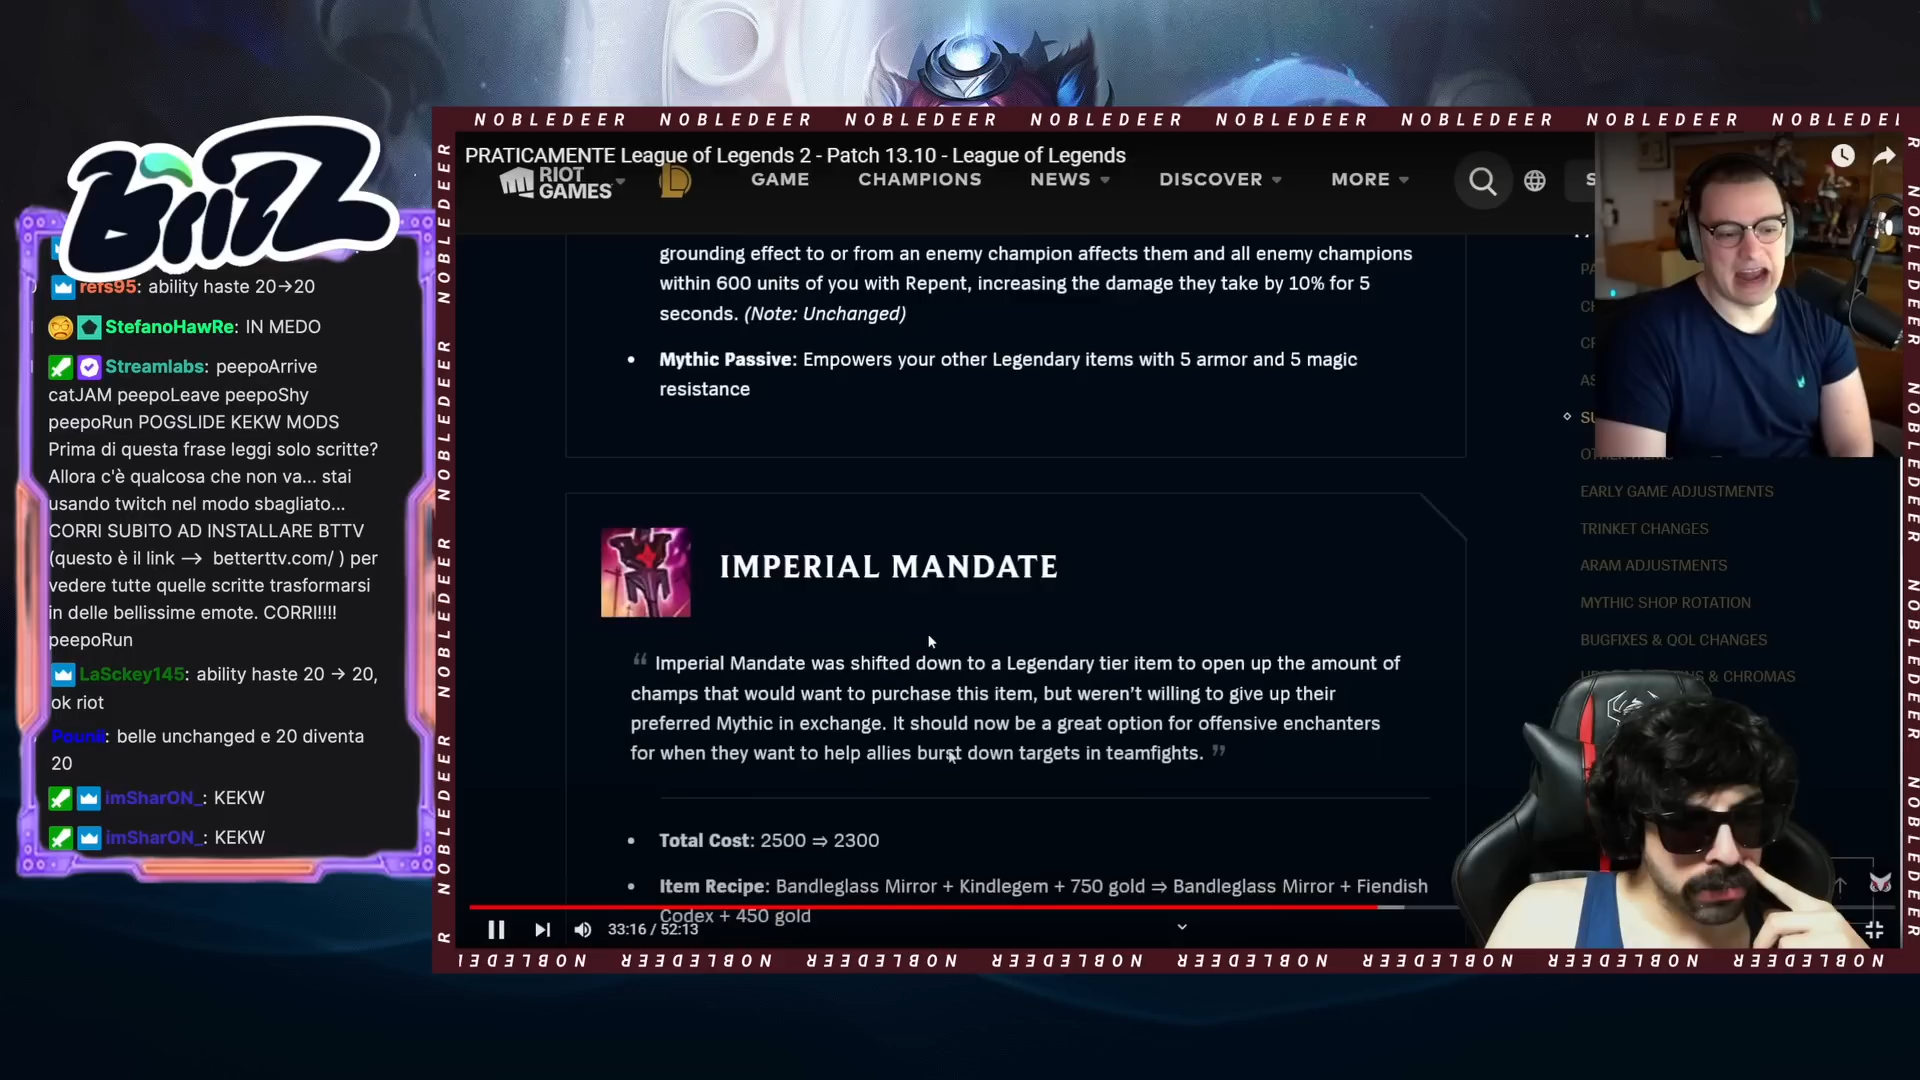 NOBLEDEER NOBLEDEER NOBLEDEER NOBLEDEER NOBLEDEER NOBLEDEER NOBLEDEER
BriZZ
refs95: ability haste 20→20
StefanoHawRe: IN MEDO
Streamlabs: peepoArrive
catJAM peepoLeave peepoShy
peepoRun POGSLIDE KEKW MODS
Prima di questa frase leggi solo scritte?
Allora c'è qualcosa che non va... stai
usando twitch nel modo sbagliato...
CORRI SUBITO AD INSTALLARE BTTV
(questo è il link --> betterttv.com/ ) per
vedere tutte quelle scritte trasformarsi
in delle bellissime emote. CORRI!!!!
peepoRun
LaSckey145: ability haste 20 → 20,
ok riot
belle unchanged e 20 diventa
20
imSharON_: KEKW
imSharON_: KEKW
PRATICAMENTE League of Legends 2 - Patch 13.10 - League of Legends
RIOT GAMES
GAME CHAMPIONS NEWS DISCOVER MORE
grounding effect to or from an enemy champion affects them and all enemy champions
within 600 units of you with Repent, increasing the damage they take by 10% for 5
seconds. (Note: Unchanged)
• Mythic Passive: Empowers your other Legendary items with 5 armor and 5 magic
resistance
IMPERIAL MANDATE
“ Imperial Mandate was shifted down to a Legendary tier item to open up the amount of
champs that would want to purchase this item, but weren’t willing to give up their
preferred Mythic in exchange. It should now be a great option for offensive enchanters
for when they want to help allies burst down targets in teamfights. ”
• Total Cost: 2500 ⇒ 2300
• Item Recipe: Bandleglass Mirror + Kindlegem + 750 gold ⇒ Bandleglass Mirror + Fiendish
Codex + 450 gold
33:16 / 52:13
EARLY GAME ADJUSTMENTS
TRINKET CHANGES
ARAM ADJUSTMENTS
MYTHIC SHOP ROTATION
BUGFIXES & QOL CHANGES
& CHROMAS
NOBLEDEER NOBLEDEER NOBLEDEER NOBLEDEER NOBLEDEER NOBLEDEER NOBLEDEER NOBLEDEER